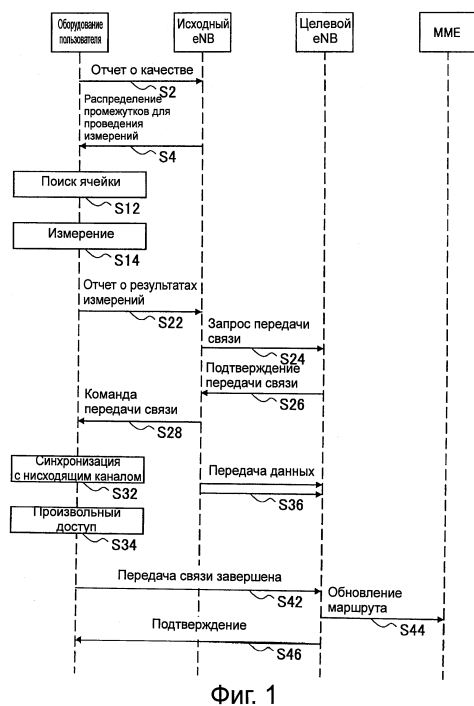 Оборудование
пользователя
Исходный
eNB
Целевой
eNB
MME
Отчет о качестве
S2
Распределение
промежутков для
проведения
измерений
S4
Поиск ячейки
S12
Измерение
S14
Отчет о результатах
измерений
S22
Запрос передачи
связи
S24
Подтверждение
передачи связи
S26
Команда
передачи связи
S28
Синхронизация
с нисходящим каналом
S32
Передача данных
S36
Произвольный
доступ
S34
Передача связи завершена
S42
Обновление
маршрута
S44
Подтверждение
S46
Фиг. 1